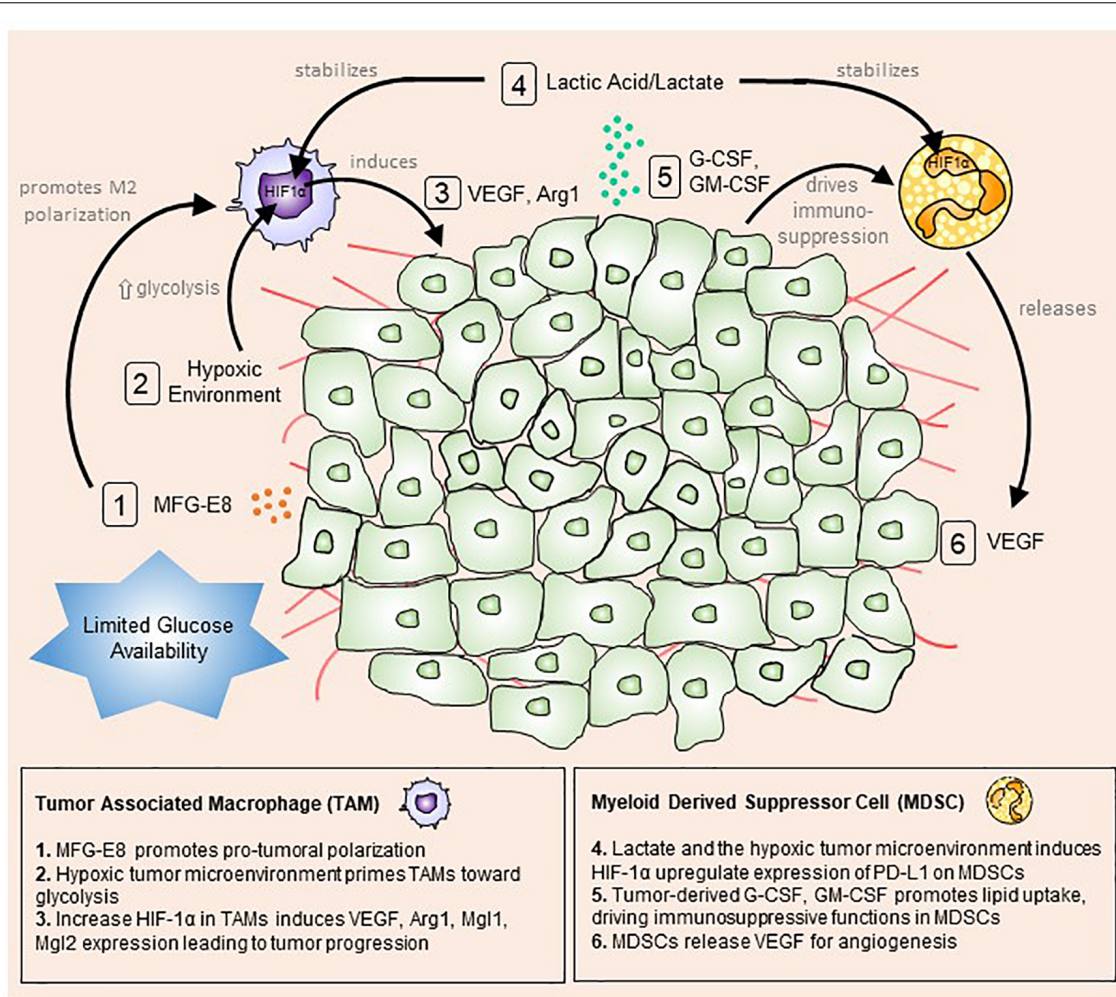 stabilizes
4 Lactic Acid/Lactate
stabilizes
HIF1α
induces
promotes M2
polarization
3 VEGF, Arg1
5 G-CSF,
GM-CSF
HIF1α
drives
immuno-
suppression
⇧ glycolysis
releases
2 Hypoxic
Environment
1 MFG-E8
6 VEGF
Limited Glucose
Availability
Tumor Associated Macrophage (TAM)
1. MFG-E8 promotes pro-tumoral polarization
2. Hypoxic tumor microenvironment primes TAMs toward
glycolysis
3. Increase HIF-1α in TAMs induces VEGF, Arg1, Mgl1,
Mgl2 expression leading to tumor progression
Myeloid Derived Suppressor Cell (MDSC)
4. Lactate and the hypoxic tumor microenvironment induces
HIF-1α upregulate expression of PD-L1 on MDSCs
5. Tumor-derived G-CSF, GM-CSF promotes lipid uptake,
driving immunosuppressive functions in MDSCs
6. MDSCs release VEGF for angiogenesis